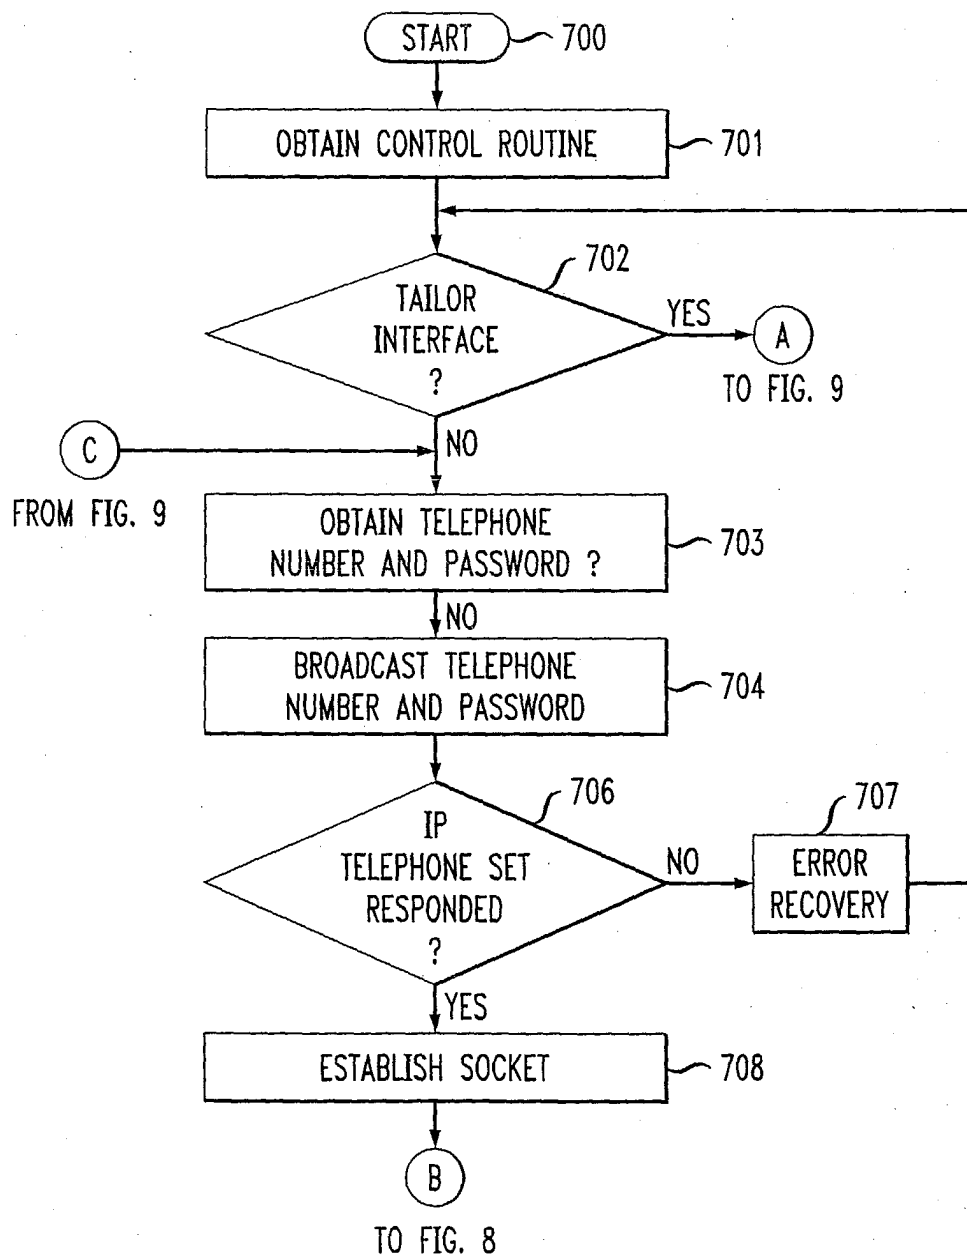 START
700
OBTAIN CONTROL ROUTINE
701
702
TAILOR
INTERFACE
?
YES
A
TO FIG. 9
NO
C
FROM FIG. 9
OBTAIN TELEPHONE
NUMBER AND PASSWORD ?
703
NO
BROADCAST TELEPHONE
NUMBER AND PASSWORD
704
706
IP
TELEPHONE SET
RESPONDED
?
NO
707
ERROR
RECOVERY
YES
ESTABLISH SOCKET
708
B
TO FIG. 8